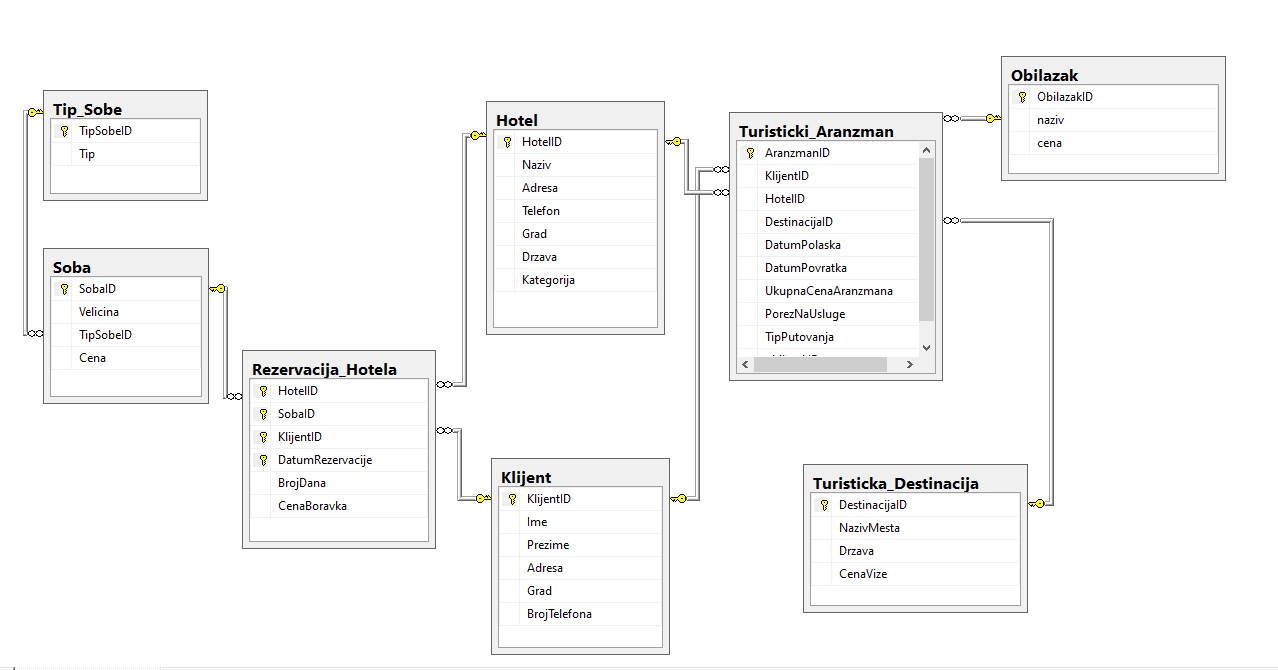 Tip_Sobe
TipSobeID
Tip
Soba
SobaID
Velicina
TipSobeID
Cena
Rezervacija_Hotela
HotelID
SobaID
KlijentID
DatumRezervacije
BrojDana
CenaBoravka
Hotel
HotelID
Naziv
Adresa
Telefon
Grad
Drzava
Kategorija
Klijent
KlijentID
Ime
Prezime
Adresa
Grad
BrojTelefona
Turisticki_Aranzman
AranzmanID
KlijentID
HotelID
DestinacijaID
DatumPolaska
DatumPovratka
UkupnaCenaAranzmana
PorezNaUsluge
TipPutovanja
Obilazak
ObilazakID
naziv
cena
Turisticka_Destinacija
DestinacijaID
NazivMesta
Drzava
CenaVize